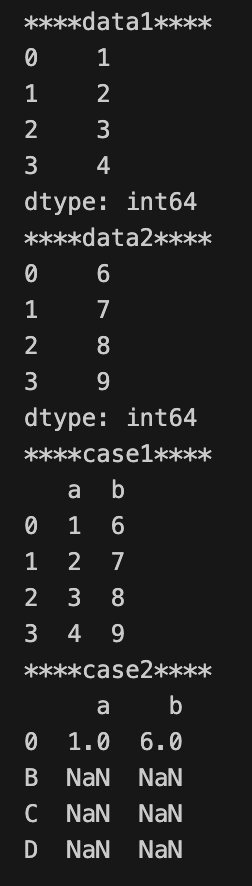 ****data1****
0    1
1    2
2    3
3    4
dtype: int64
****data2****
0    6
1    7
2    8
3    9
dtype: int64
****case1****
   a  b
0  1  6
1  2  7
2  3  8
3  4  9
****case2****
     a    b
0  1.0  6.0
B  NaN  NaN
C  NaN  NaN
D  NaN  NaN